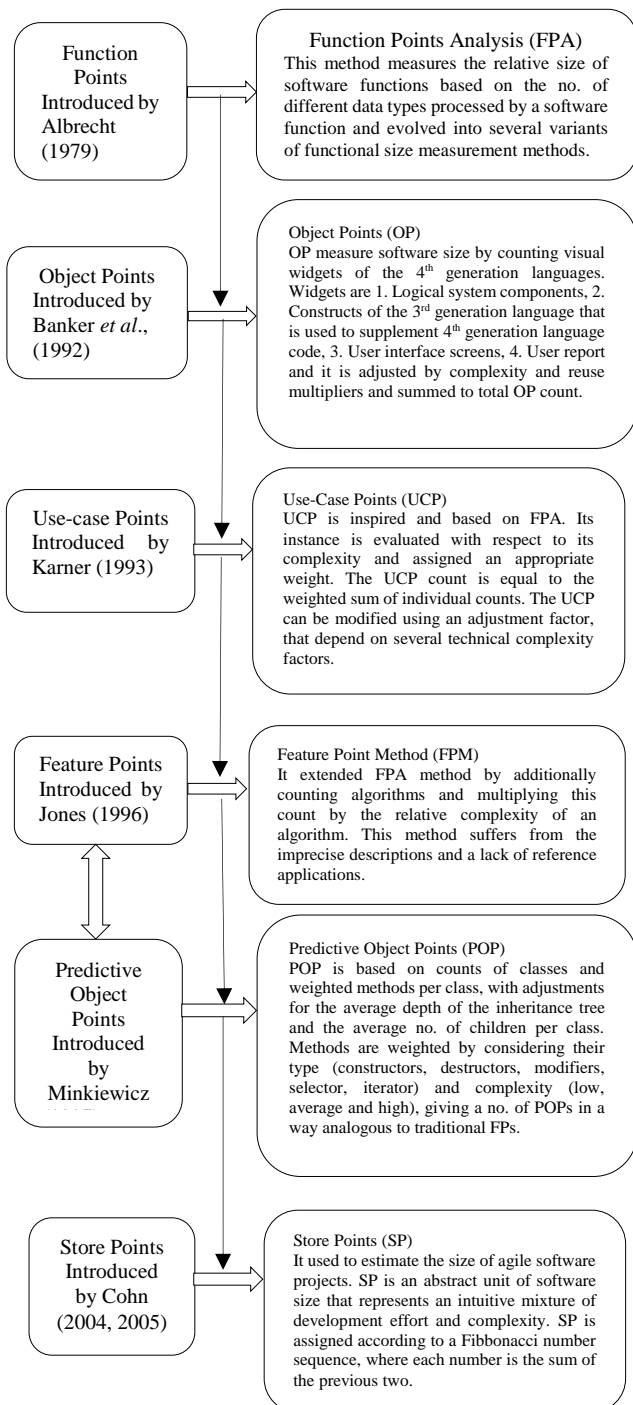 Function
Points
Introduced by
Albrecht
(1979)
Function Points Analysis (FPA)
This method measures the relative size of
software functions based on the no. of
different data types processed by a software
function and evolved into several variants
of functional size measurement methods.
Object Points
Introduced by
Banker et al.,
(1992)
Object Points (OP)
OP measure software size by counting visual
widgets of the 4th generation languages.
Widgets are 1. Logical system components, 2.
Constructs of the 3rd generation language that
is used to supplement 4th generation language
code, 3. User interface screens, 4. User report
and it is adjusted by complexity and reuse
multipliers and summed to total OP count.
Use-case Points
Introduced by
Karner (1993)
Use-Case Points (UCP)
UCP is inspired and based on FPA. Its
instance is evaluated with respect to its
complexity and assigned an appropriate
weight. The UCP count is equal to the
weighted sum of individual counts. The UCP
can be modified using an adjustment factor,
that depend on several technical complexity
factors.
Feature Points
Introduced by
Jones (1996)
Feature Point Method (FPM)
It extended FPA method by additionally
counting algorithms and multiplying this
count by the relative complexity of an
algorithm. This method suffers from the
imprecise descriptions and a lack of reference
applications.
Predictive
Object
Points
Introduced
by
Minkiewicz
Predictive Object Points (POP)
POP is based on counts of classes and
weighted methods per class, with adjustments
for the average depth of the inheritance tree
and the average no. of children per class.
Methods are weighted by considering their
type (constructors, destructors, modifiers,
selector, iterator) and complexity (low,
average and high), giving a no. of POPs in a
way analogous to traditional FPs.
Store Points
Introduced
by Cohn
(2004, 2005)
Store Points (SP)
It used to estimate the size of agile software
projects. SP is an abstract unit of software
size that represents an intuitive mixture of
development effort and complexity. SP is
assigned according to a Fibbonacci number
sequence, where each number is the sum of
the previous two.